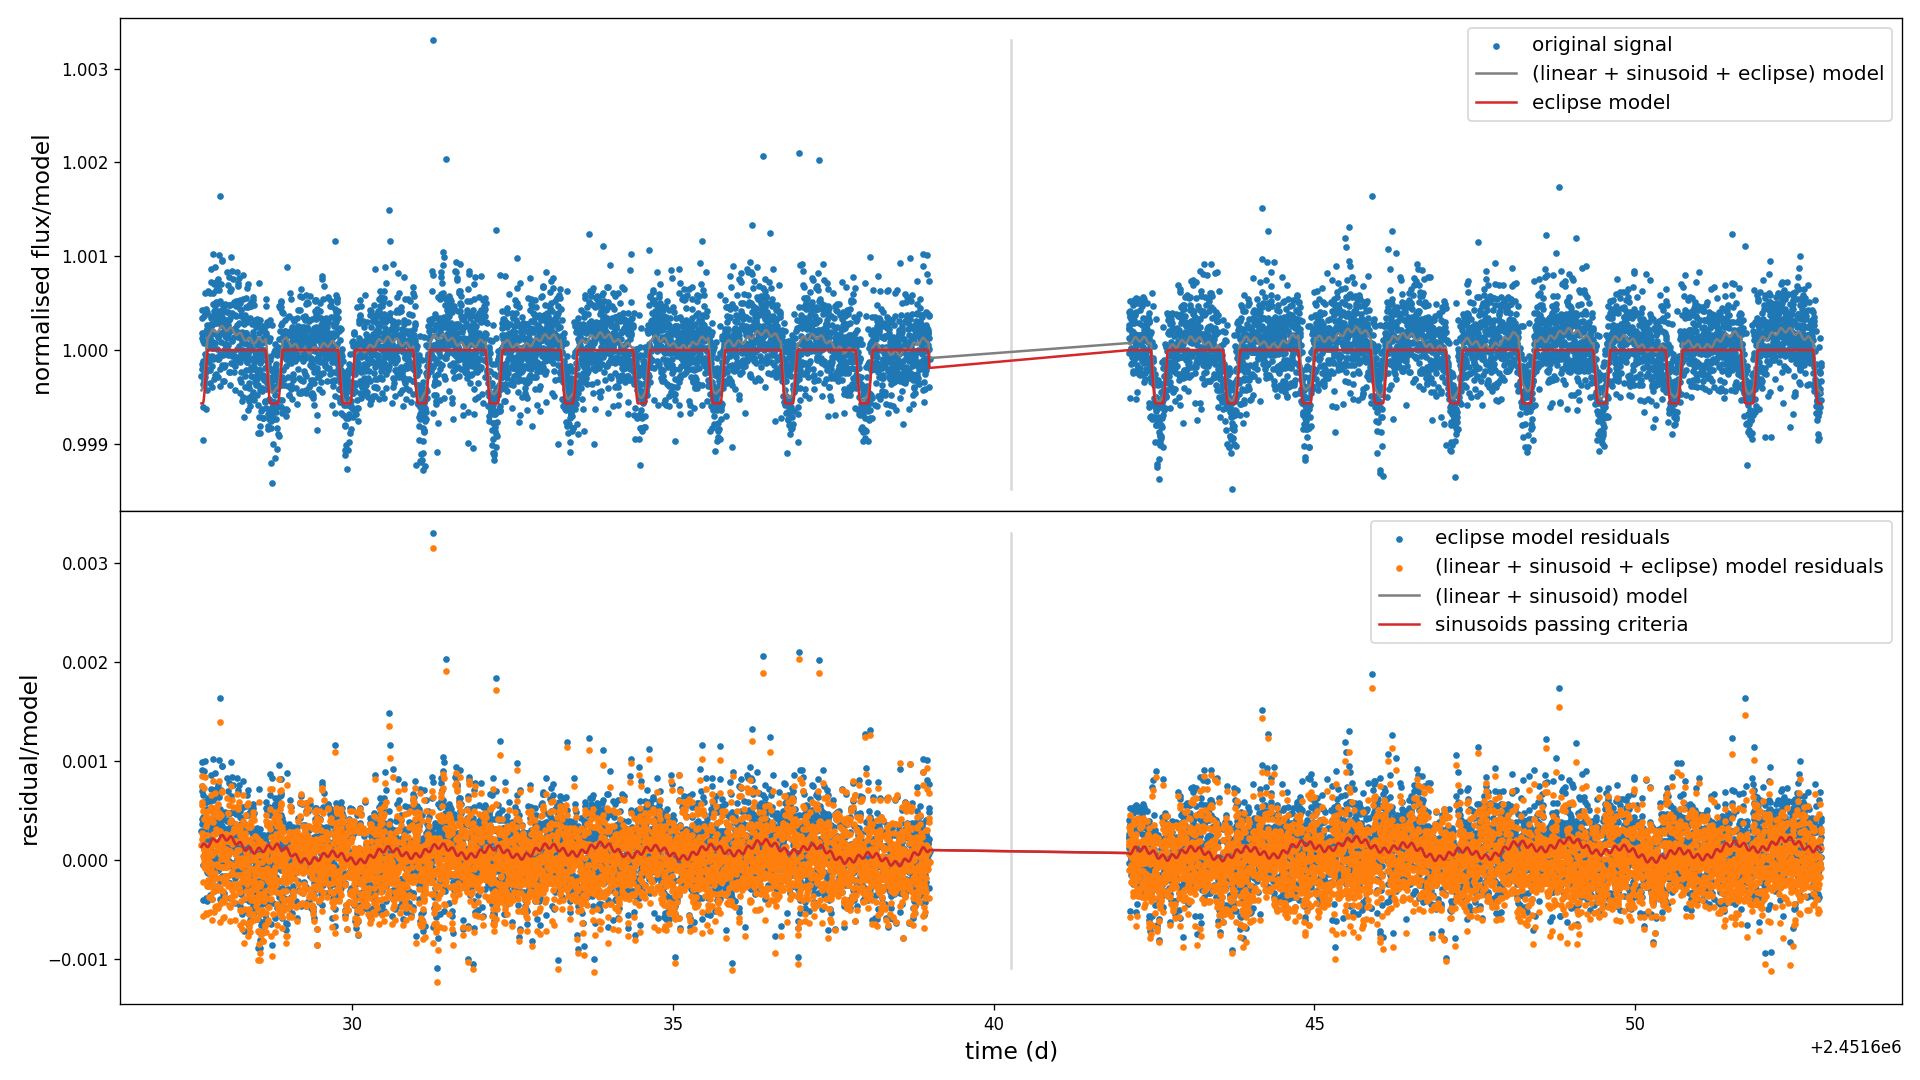 normalised flux/model
1.003
1.002
1.001
1.000
0.999
original signal
(linear + sinusoid + eclipse) model
eclipse model
residual/model
0.003
0.002
0.001
0.000
−0.001
eclipse model residuals
(linear + sinusoid + eclipse) model residuals
(linear + sinusoid) model
sinusoids passing criteria
30
35
40
45
50
time (d)
+2.4516e6